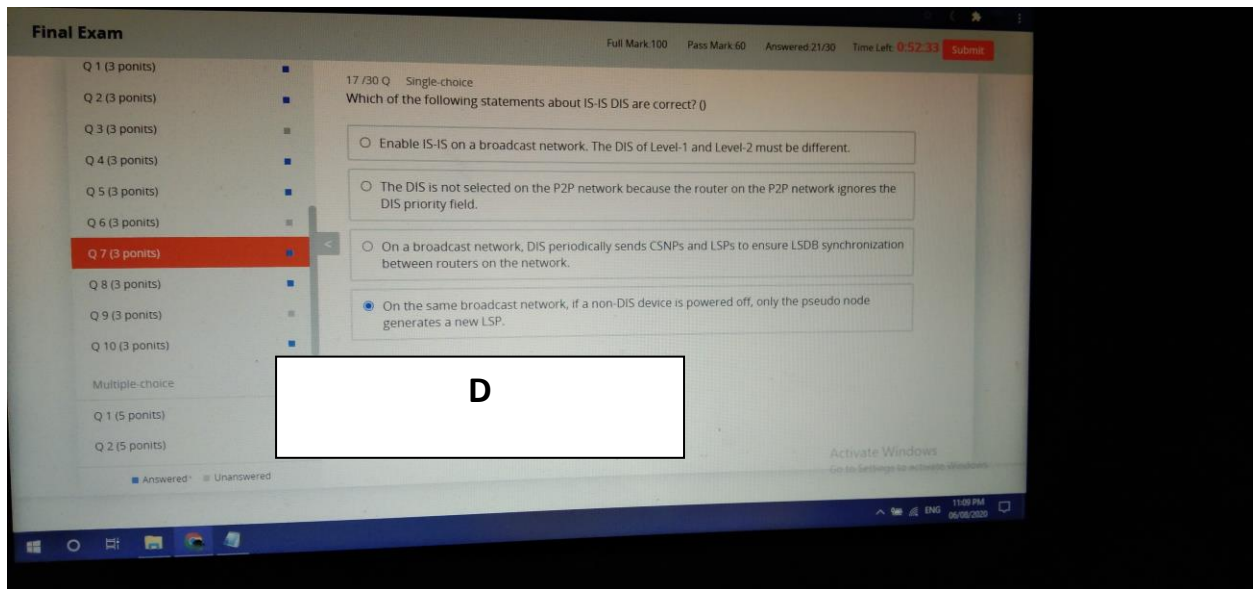 Final Exam
Full Mark:100 Pass Mark:60 Answered:21/30 Time Left: 0:52:33 Submit
Q 1 (3 ponits)
Q 2 (3 ponits)
Q 3 (3 ponits)
Q 4 (3 ponits)
Q 5 (3 ponits)
Q 6 (3 ponits)
Q 7 (3 ponits)
Q 8 (3 ponits)
Q 9 (3 ponits)
Q 10 (3 ponits)
Multiple-choice
Q 1 (5 ponits)
Q 2 (5 ponits)
Answered Unanswered
<
17 /30 Q Single-choice
Which of the following statements about IS-IS DIS are correct? ()
Enable IS-IS on a broadcast network. The DIS of Level-1 and Level-2 must be different.
The DIS is not selected on the P2P network because the router on the P2P network ignores the
DIS priority field.
On a broadcast network, DIS periodically sends CSNPs and LSPs to ensure LSDB synchronization
between routers on the network.
On the same broadcast network, if a non-DIS device is powered off, only the pseudo node
generates a new LSP.
D
Activate Windows
Go to Settings to activate Windows.
ENG
11:09 PM
06/08/2020